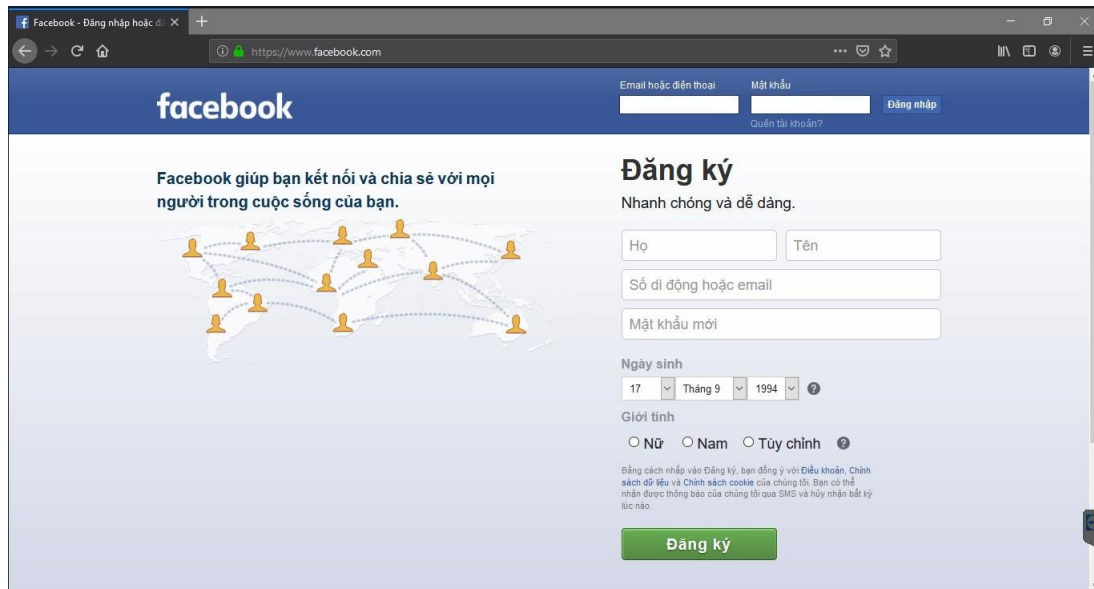 Facebook - Đăng nhập hoặc đă
https://www.facebook.com
facebook
Email hoặc điện thoại
Mật khẩu
Đăng nhập
Quên tài khoản?
Facebook giúp bạn kết nối và chia sẻ với mọi
người trong cuộc sống của bạn.
Đăng ký
Nhanh chóng và dễ dàng.
Họ
Tên
Số di động hoặc email
Mật khẩu mới
Ngày sinh
17 Tháng 9 1994
Giới tính
Nữ Nam Tùy chỉnh
Bằng cách nhấp vào Đăng ký, bạn đồng ý với Điều khoản, Chính
sách dữ liệu và Chính sách cookie của chúng tôi. Bạn có thể
nhận được thông báo của chúng tôi qua SMS và hủy nhận bất kỳ
lúc nào.
Đăng ký